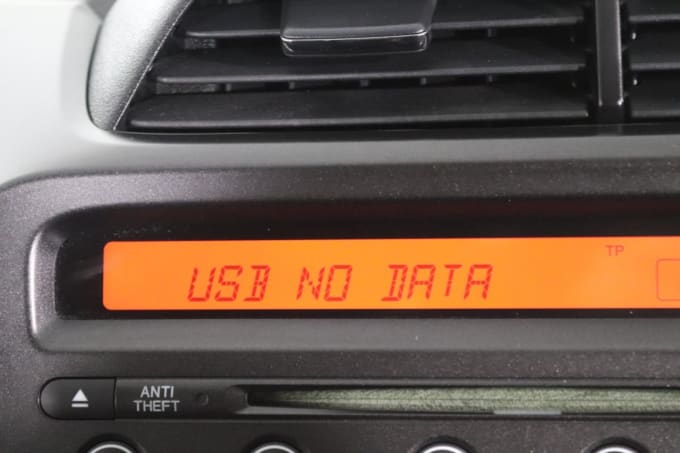 TP
USB NO DATA
ANTI
THEFT